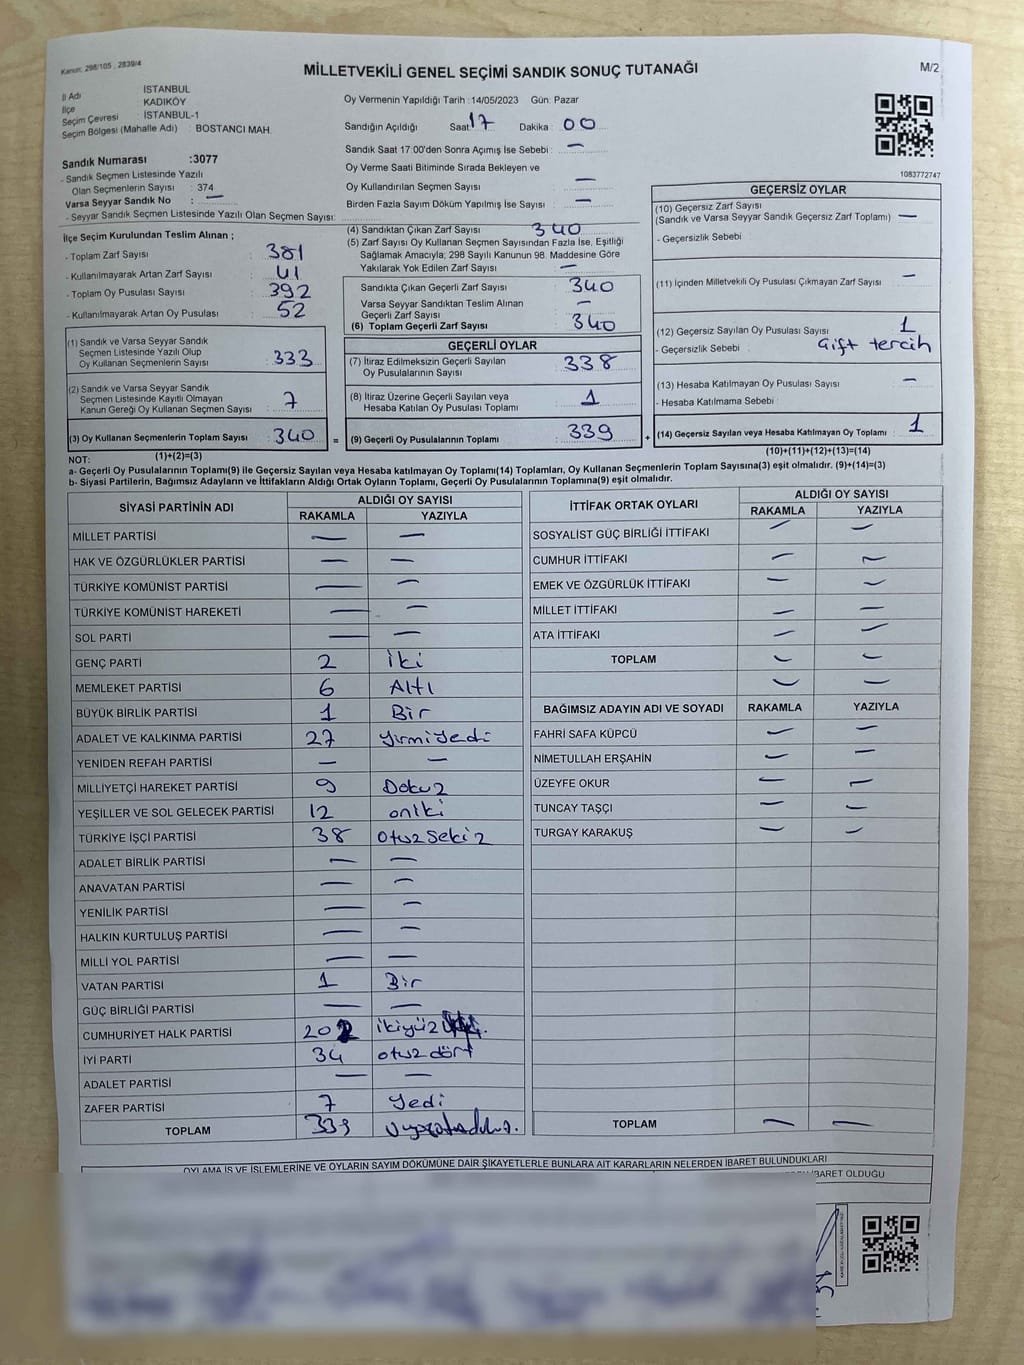 Kanun: 298/105 , 2839/4
MİLLETVEKİLİ GENEL SEÇİMİ SANDIK SONUÇ TUTANAĞI
M/2
İl Adı İSTANBUL
İlçe KADIKÖY
Seçim Çevresi İSTANBUL-1
Seçim Bölgesi (Mahalle Adı) : BOSTANCI MAH.
Oy Vermenin Yapıldığı Tarih :14/05/2023 Gün: Pazar
Sandığın Açıldığı Saat 17 Dakika 00
Sandık Saat 17:00'den Sonra Açımış İse Sebebi : —
Oy Verme Saati Bitiminde Sırada Bekleyen ve
Oy Kullandırılan Seçmen Sayısı : —
Birden Fazla Sayım Döküm Yapılmış İse Sayısı : —
1083772747
Sandık Numarası :3077
- Sandık Seçmen Listesinde Yazılı
Olan Seçmenlerin Sayısı : 374
Varsa Seyyar Sandık No : —
- Seyyar Sandık Seçmen Listesinde Yazılı Olan Seçmen Sayısı:
İlçe Seçim Kurulundan Teslim Alınan ;
- Toplam Zarf Sayısı : 381
- Kullanılmayarak Artan Zarf Sayısı : 41
- Toplam Oy Pusulası Sayısı : 392
- Kullanılmayarak Artan Oy Pusulası : 52
(1) Sandık ve Varsa Seyyar Sandık
Seçmen Listesinde Yazılı Olup
Oy Kullanan Seçmenlerin Sayısı : 333
(2) Sandık ve Varsa Seyyar Sandık
Seçmen Listesinde Kayıtlı Olmayan
Kanun Gereği Oy Kullanan Seçmen Sayısı : 7
(3) Oy Kullanan Seçmenlerin Toplam Sayısı : 340 =
(1)+(2)=(3)
(4) Sandıktan Çıkan Zarf Sayısı : 340
(5) Zarf Sayısı Oy Kullanan Seçmen Sayısından Fazla İse, Eşitliği
Sağlamak Amacıyla; 298 Sayılı Kanunun 98. Maddesine Göre
Yakılarak Yok Edilen Zarf Sayısı : —
Sandıkta Çıkan Geçerli Zarf Sayısı : 340
Varsa Seyyar Sandıktan Teslim Alınan
Geçerli Zarf Sayısı : —
(6) Toplam Geçerli Zarf Sayısı : 340
GEÇERLİ OYLAR
(7) İtiraz Edilmeksizin Geçerli Sayılan
Oy Pusulalarının Sayısı : 338
(8) İtiraz Üzerine Geçerli Sayılan veya
Hesaba Katılan Oy Pusulası Toplamı : 1
(9) Geçerli Oy Pusulalarının Toplamı : 339 +
GEÇERSİZ OYLAR
(10) Geçersiz Zarf Sayısı
(Sandık ve Varsa Seyyar Sandık Geçersiz Zarf Toplamı) : —
- Geçersizlik Sebebi :
(11) İçinden Milletvekili Oy Pusulası Çıkmayan Zarf Sayısı : —
(12) Geçersiz Sayılan Oy Pusulası Sayısı : 1
- Geçersizlik Sebebi : Çift tercih
(13) Hesaba Katılmayan Oy Pusulası Sayısı : —
- Hesaba Katılmama Sebebi :
(14) Geçersiz Sayılan veya Hesaba Katılmayan Oy Toplamı : 1
(10)+(11)+(12)+(13)=(14)
NOT:
a- Geçerli Oy Pusulalarının Toplamı(9) ile Geçersiz Sayılan veya Hesaba katılmayan Oy Toplamı(14) Toplamları, Oy Kullanan Seçmenlerin Toplam Sayısına(3) eşit olmalıdır. (9)+(14)=(3)
b- Siyasi Partilerin, Bağımsız Adayların ve İttifakların Aldığı Ortak Oyların Toplamı, Geçerli Oy Pusulalarının Toplamına(9) eşit olmalıdır.
SİYASİ PARTİNİN ADI ALDIĞI OY SAYISI
RAKAMLA YAZIYLA
MİLLET PARTİSİ — —
HAK VE ÖZGÜRLÜKLER PARTİSİ — —
TÜRKİYE KOMÜNİST PARTİSİ — —
TÜRKİYE KOMÜNİST HAREKETİ — —
SOL PARTİ — —
GENÇ PARTİ 2 iki
MEMLEKET PARTİSİ 6 Altı
BÜYÜK BİRLİK PARTİSİ 1 Bir
ADALET VE KALKINMA PARTİSİ 27 Yirmiyedi
YENİDEN REFAH PARTİSİ — —
MİLLİYETÇİ HAREKET PARTİSİ 9 Dokuz
YEŞİLLER VE SOL GELECEK PARTİSİ 12 oniki
TÜRKİYE İŞÇİ PARTİSİ 38 otuzsekiz
ADALET BİRLİK PARTİSİ — —
ANAVATAN PARTİSİ — —
YENİLİK PARTİSİ — —
HALKIN KURTULUŞ PARTİSİ — —
MİLLİ YOL PARTİSİ — —
VATAN PARTİSİ 1 Bir
GÜÇ BİRLİĞİ PARTİSİ — —
CUMHURİYET HALK PARTİSİ 202 ikiyüz
İYİ PARTİ 34 otuzdört
ADALET PARTİSİ — —
ZAFER PARTİSİ 7 Yedi
TOPLAM 339
İTTİFAK ORTAK OYLARI ALDIĞI OY SAYISI
RAKAMLA YAZIYLA
SOSYALİST GÜÇ BİRLİĞİ İTTİFAKI — —
CUMHUR İTTİFAKI — —
EMEK VE ÖZGÜRLÜK İTTİFAKI — —
MİLLET İTTİFAKI — —
ATA İTTİFAKI — —
TOPLAM — —
— —
BAĞIMSIZ ADAYIN ADI VE SOYADI RAKAMLA YAZIYLA
FAHRİ SAFA KÜPCÜ — —
NİMETULLAH ERŞAHİN — —
ÜZEYFE OKUR — —
TUNCAY TAŞÇI — —
TURGAY KARAKUŞ — —
TOPLAM — —
OYLAMA İŞ VE İŞLEMLERİNE VE OYLARIN SAYIM DÖKÜMÜNE DAİR ŞİKAYETLERLE BUNLARA AİT KARARLARIN NELERDEN İBARET BULUNDUKLARI
İBARET OLDUĞU